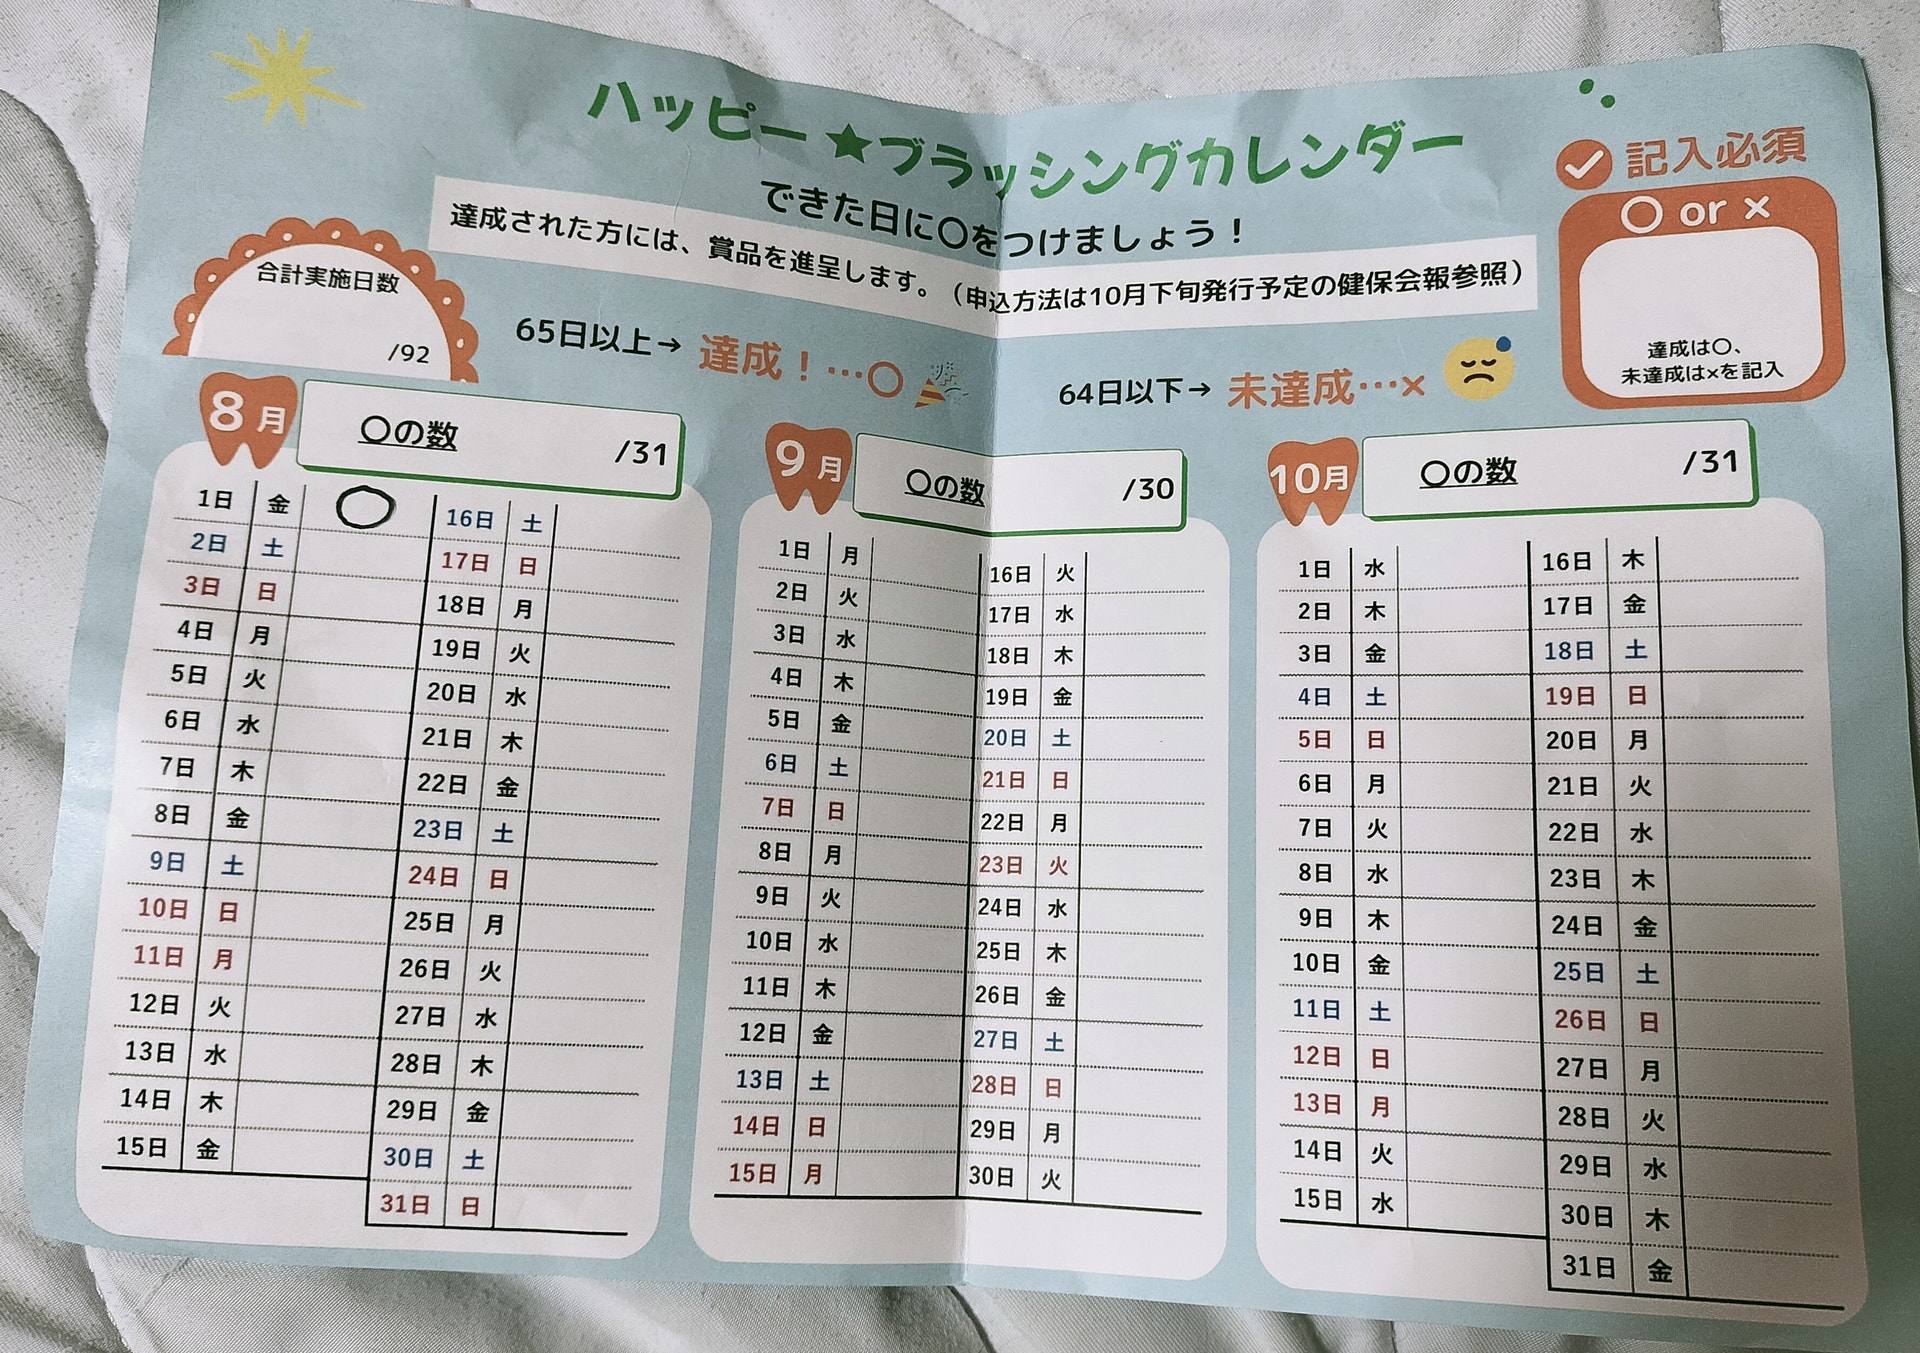 ハッピー★ブラッシングカレンダー
できた日に〇をつけましょう！
達成された方には、賞品を進呈します。（申込方法は10月下旬発行予定の健保会報参照）
合計実施日数
/92
65日以上→ 達成！…〇
64日以下→ 未達成…×
記入必須
〇 or ×
達成は〇、
未達成は×を記入
8月
〇の数 /31
1日 金 〇
2日 土
3日 日
4日 月
5日 火
6日 水
7日 木
8日 金
9日 土
10日 日
11日 月
12日 火
13日 水
14日 木
15日 金
16日 土
17日 日
18日 月
19日 火
20日 水
21日 木
22日 金
23日 土
24日 日
25日 月
26日 火
27日 水
28日 木
29日 金
30日 土
31日 日
9月
〇の数 /30
1日 月
2日 火
3日 水
4日 木
5日 金
6日 土
7日 日
8日 月
9日 火
10日 水
11日 木
12日 金
13日 土
14日 日
15日 月
16日 火
17日 水
18日 木
19日 金
20日 土
21日 日
22日 月
23日 火
24日 水
25日 木
26日 金
27日 土
28日 日
29日 月
30日 火
10月
〇の数 /31
1日 水
2日 木
3日 金
4日 土
5日 日
6日 月
7日 火
8日 水
9日 木
10日 金
11日 土
12日 日
13日 月
14日 火
15日 水
16日 木
17日 金
18日 土
19日 日
20日 月
21日 火
22日 水
23日 木
24日 金
25日 土
26日 日
27日 月
28日 火
29日 水
30日 木
31日 金